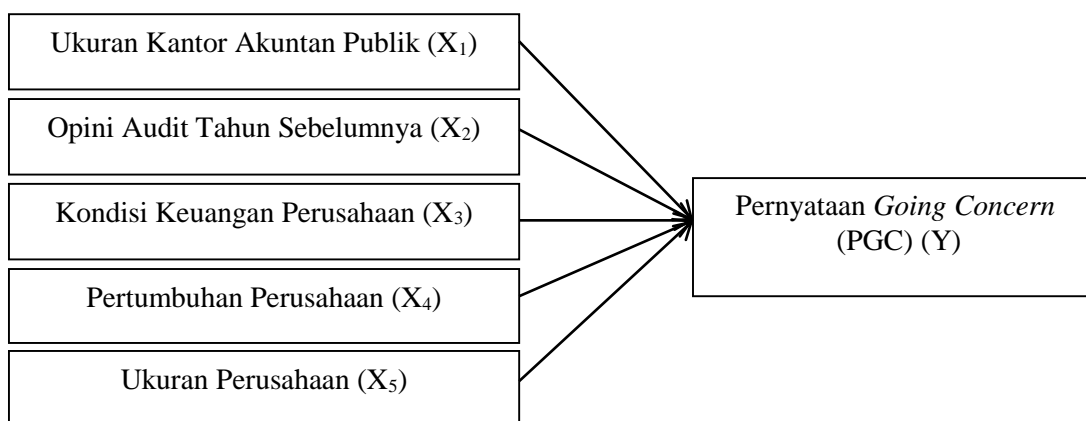 Ukuran Kantor Akuntan Publik (X₁)
Opini Audit Tahun Sebelumnya (X₂)
Kondisi Keuangan Perusahaan (X₃)
Pertumbuhan Perusahaan (X₄)
Ukuran Perusahaan (X₅)
Pernyataan Going Concern
(PGC) (Y)